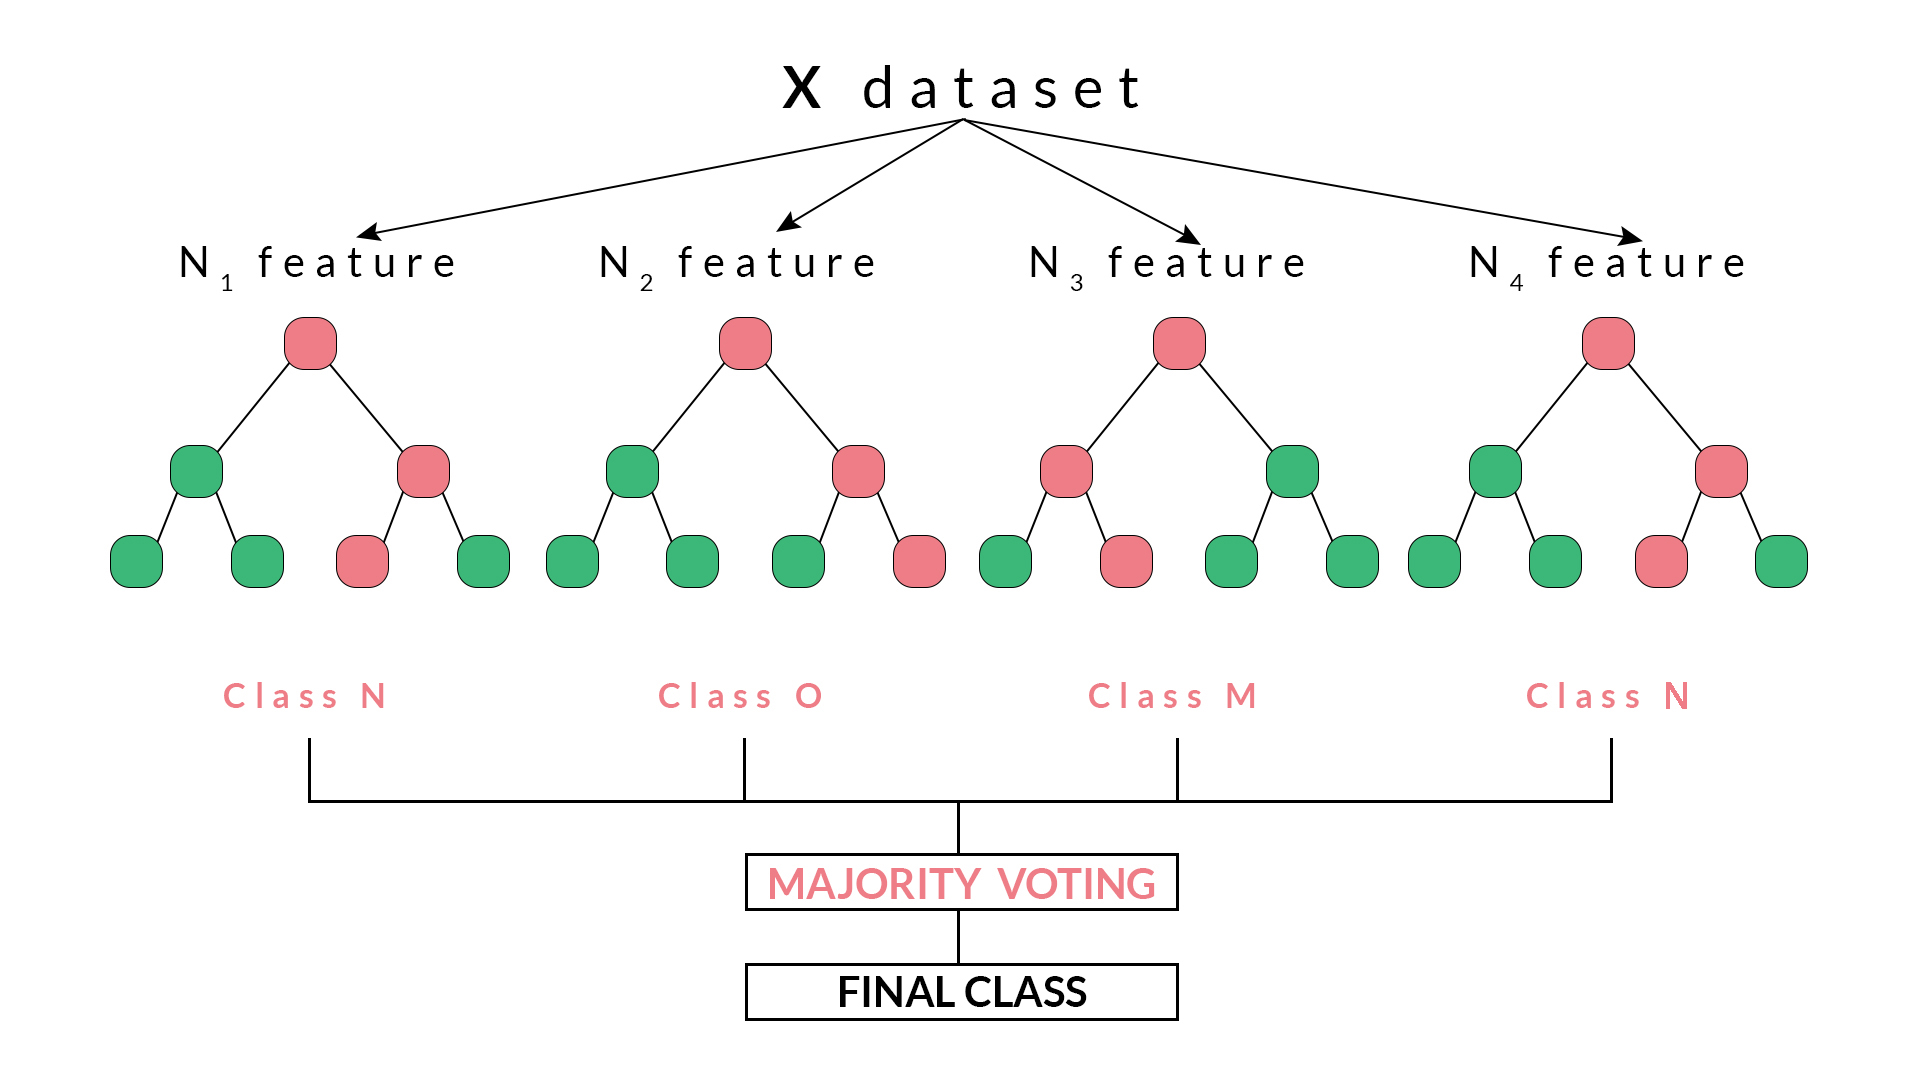 X dataset
N₁ feature
N₂ feature
N₃ feature
N₄ feature
Class N
Class O
Class M
Class N
MAJORITY VOTING
FINAL CLASS